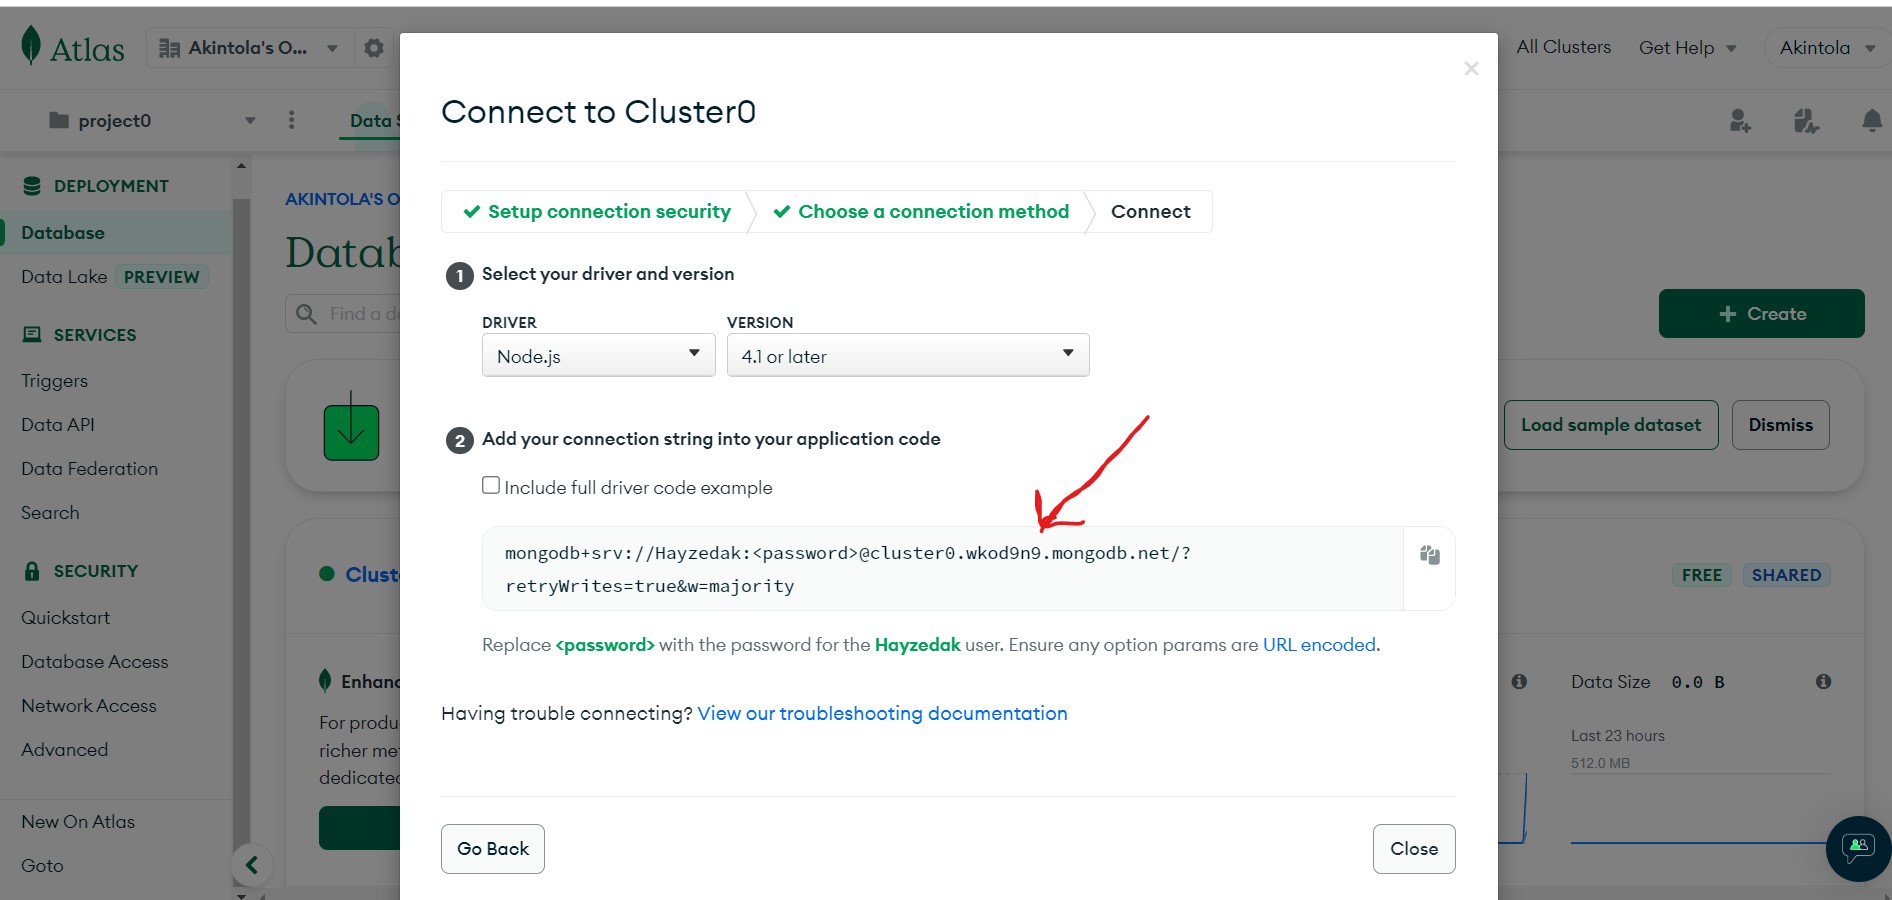 Atlas
Akintola's O...
All Clusters
Get Help
Akintola
project0
Data S
DEPLOYMENT
Database
Data Lake PREVIEW
SERVICES
Triggers
Data API
Data Federation
Search
SECURITY
Quickstart
Database Access
Network Access
Advanced
New On Atlas
Goto
AKINTOLA'S O
Datab
Find a d
Clust
Enhanc
For produ
richer me
dedicated
Connect to Cluster0
×
Setup connection security
Choose a connection method
Connect
1 Select your driver and version
DRIVER
VERSION
Node.js
4.1 or later
2 Add your connection string into your application code
Include full driver code example
mongodb+srv://Hayzedak:<password>@cluster0.wkod9n9.mongodb.net/?
retryWrites=true&w=majority
Replace <password> with the password for the Hayzedak user. Ensure any option params are URL encoded.
Having trouble connecting? View our troubleshooting documentation
Go Back
Close
+ Create
Load sample dataset
Dismiss
FREE
SHARED
Data Size 0.0 B
Last 23 hours
512.0 MB